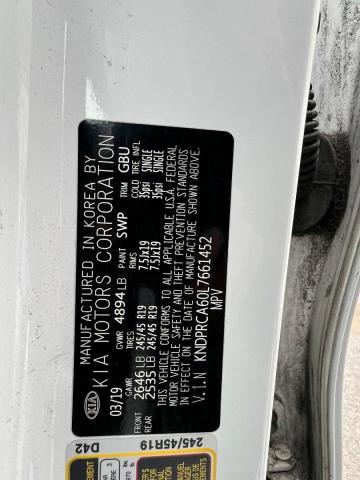 MANUFACTURED IN KOREA BY
KIA KIA MOTORS CORPORATION
03/19 GVWR 4894LB PAINT SWP TRIM GBU
TIRES RIMS COLD TIRE INFL
FRONT 2646LB 245/45 R19 7.5Jx19 35psi SINGLE
REAR 2535LB 245/45 R19 7.5Jx19 35psi SINGLE
THIS VEHICLE CONFORMS TO ALL APPLICABLE U.S.A. FEDERAL
MOTOR VEHICLE SAFETY AND THEFT PREVENTION STANDARDS
IN EFFECT ON THE DATE OF MANUFACTURE SHOWN ABOVE.
V.I.N KNDPRCA60L7661452
MPV
D42
245/45R19